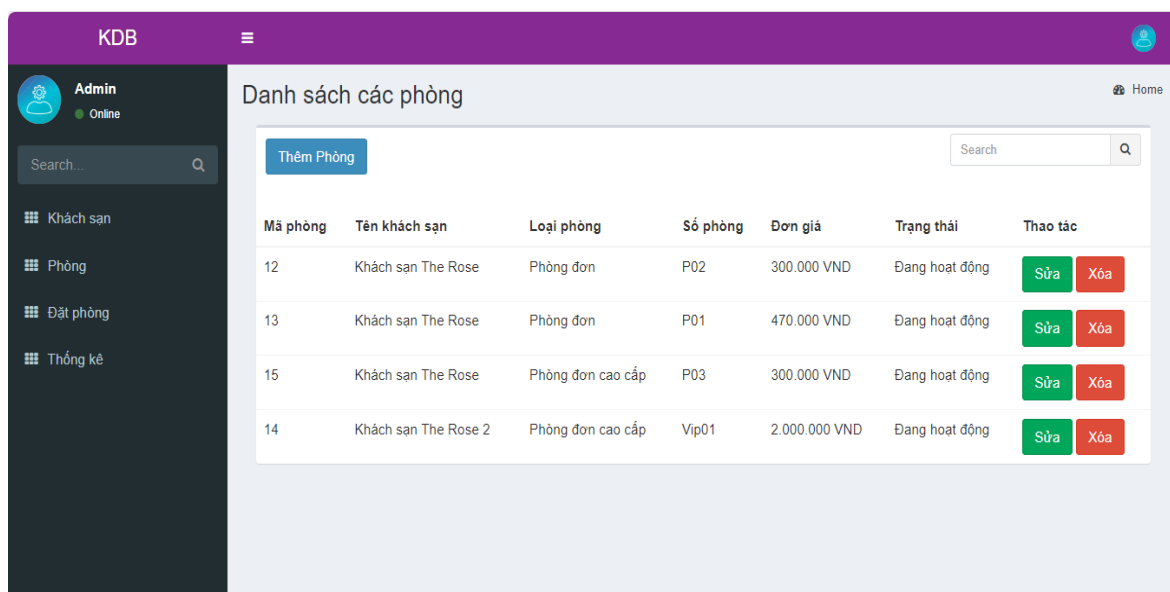 KDB
Admin
Online
Search...
Khách sạn
Phòng
Đặt phòng
Thống kê
Danh sách các phòng
Home
Thêm Phòng
Search
Mã phòng Tên khách sạn Loại phòng Số phòng Đơn giá Trạng thái Thao tác
12 Khách sạn The Rose Phòng đơn P02 300.000 VND Đang hoạt động Sửa Xóa
13 Khách sạn The Rose Phòng đơn P01 470.000 VND Đang hoạt động Sửa Xóa
15 Khách sạn The Rose Phòng đơn cao cấp P03 300.000 VND Đang hoạt động Sửa Xóa
14 Khách sạn The Rose 2 Phòng đơn cao cấp Vip01 2.000.000 VND Đang hoạt động Sửa Xóa